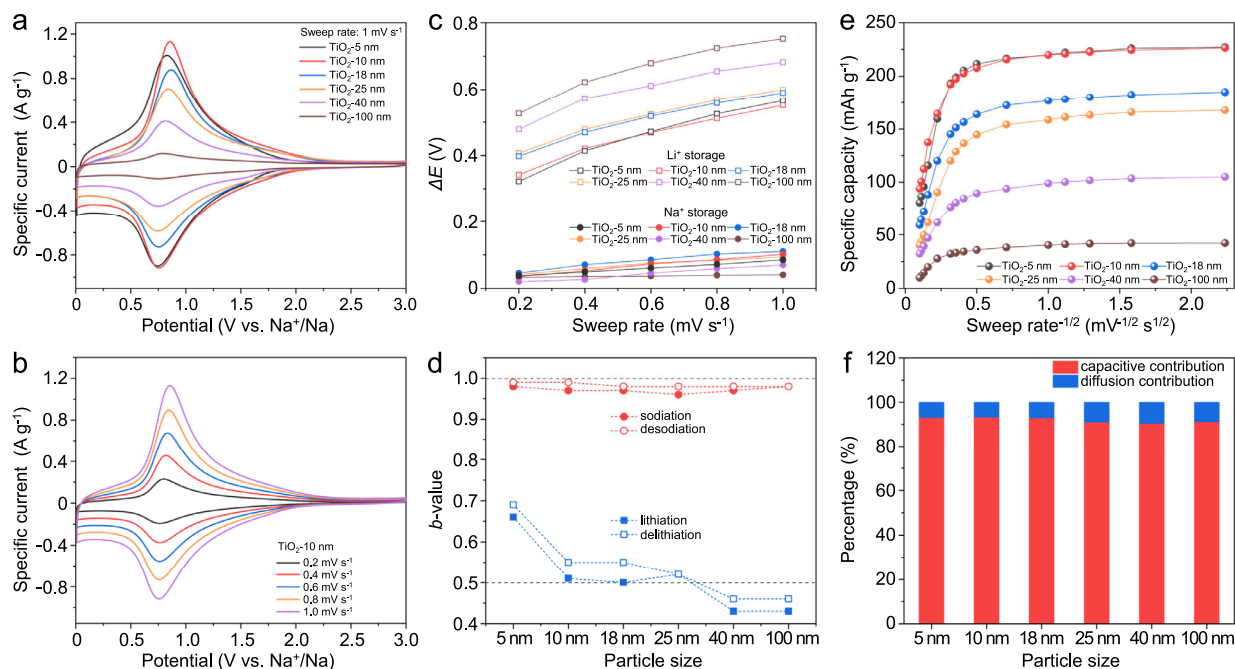 a
Specific current (A g⁻¹)
1.2
0.8
0.4
0
-0.4
-0.8
Sweep rate: 1 mV s⁻¹
TiO₂-5 nm
TiO₂-10 nm
TiO₂-18 nm
TiO₂-25 nm
TiO₂-40 nm
TiO₂-100 nm
0.0 0.5 1.0 1.5 2.0 2.5 3.0
Potential (V vs. Na⁺/Na)
c
ΔE (V)
0.8
0.6
0.4
0.2
0.0
TiO₂-5 nm TiO₂-10 nm TiO₂-18 nm
Li⁺ storage
TiO₂-25 nm TiO₂-40 nm TiO₂-100 nm
Na⁺ storage
TiO₂-5 nm TiO₂-10 nm TiO₂-18 nm
TiO₂-25 nm TiO₂-40 nm TiO₂-100 nm
0.2 0.4 0.6 0.8 1.0
Sweep rate (mV s⁻¹)
e
Specific capacity (mAh g⁻¹)
250
200
150
100
50
0
TiO₂-5 nm TiO₂-10 nm TiO₂-18 nm
TiO₂-25 nm TiO₂-40 nm TiO₂-100 nm
0.0 0.5 1.0 1.5 2.0
Sweep rate⁻¹/² (mV⁻¹/² s¹/²)
b
Specific current (A g⁻¹)
1.2
0.8
0.4
0
-0.4
-0.8
TiO₂-10 nm
0.2 mV s⁻¹
0.4 mV s⁻¹
0.6 mV s⁻¹
0.8 mV s⁻¹
1.0 mV s⁻¹
0.0 0.5 1.0 1.5 2.0 2.5 3.0
Potential (V vs. Na⁺/Na)
d
b-value
1.0
0.9
0.8
0.7
0.6
0.5
0.4
sodiation
desodiation
lithiation
delithiation
5 nm 10 nm 18 nm 25 nm 40 nm 100 nm
Particle size
f
Percentage (%)
120
100
80
60
40
20
0
capacitive contribution
diffusion contribution
5 nm 10 nm 18 nm 25 nm 40 nm 100 nm
Particle size